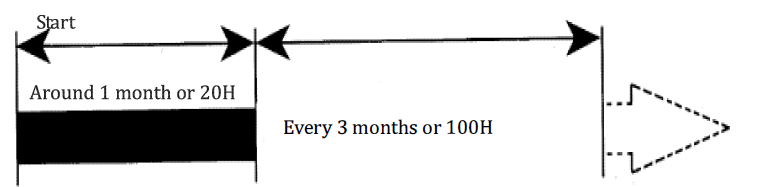 Start
Around 1 month or 20H
Every 3 months or 100H